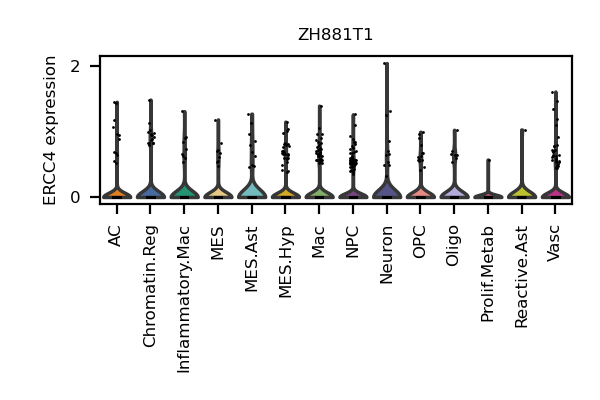 ZH881T1
ERCC4 expression
2
0
AC
Chromatin.Reg
Inflammatory.Mac
MES
MES.Ast
MES.Hyp
Mac
NPC
Neuron
OPC
Oligo
Prolif.Metab
Reactive.Ast
Vasc